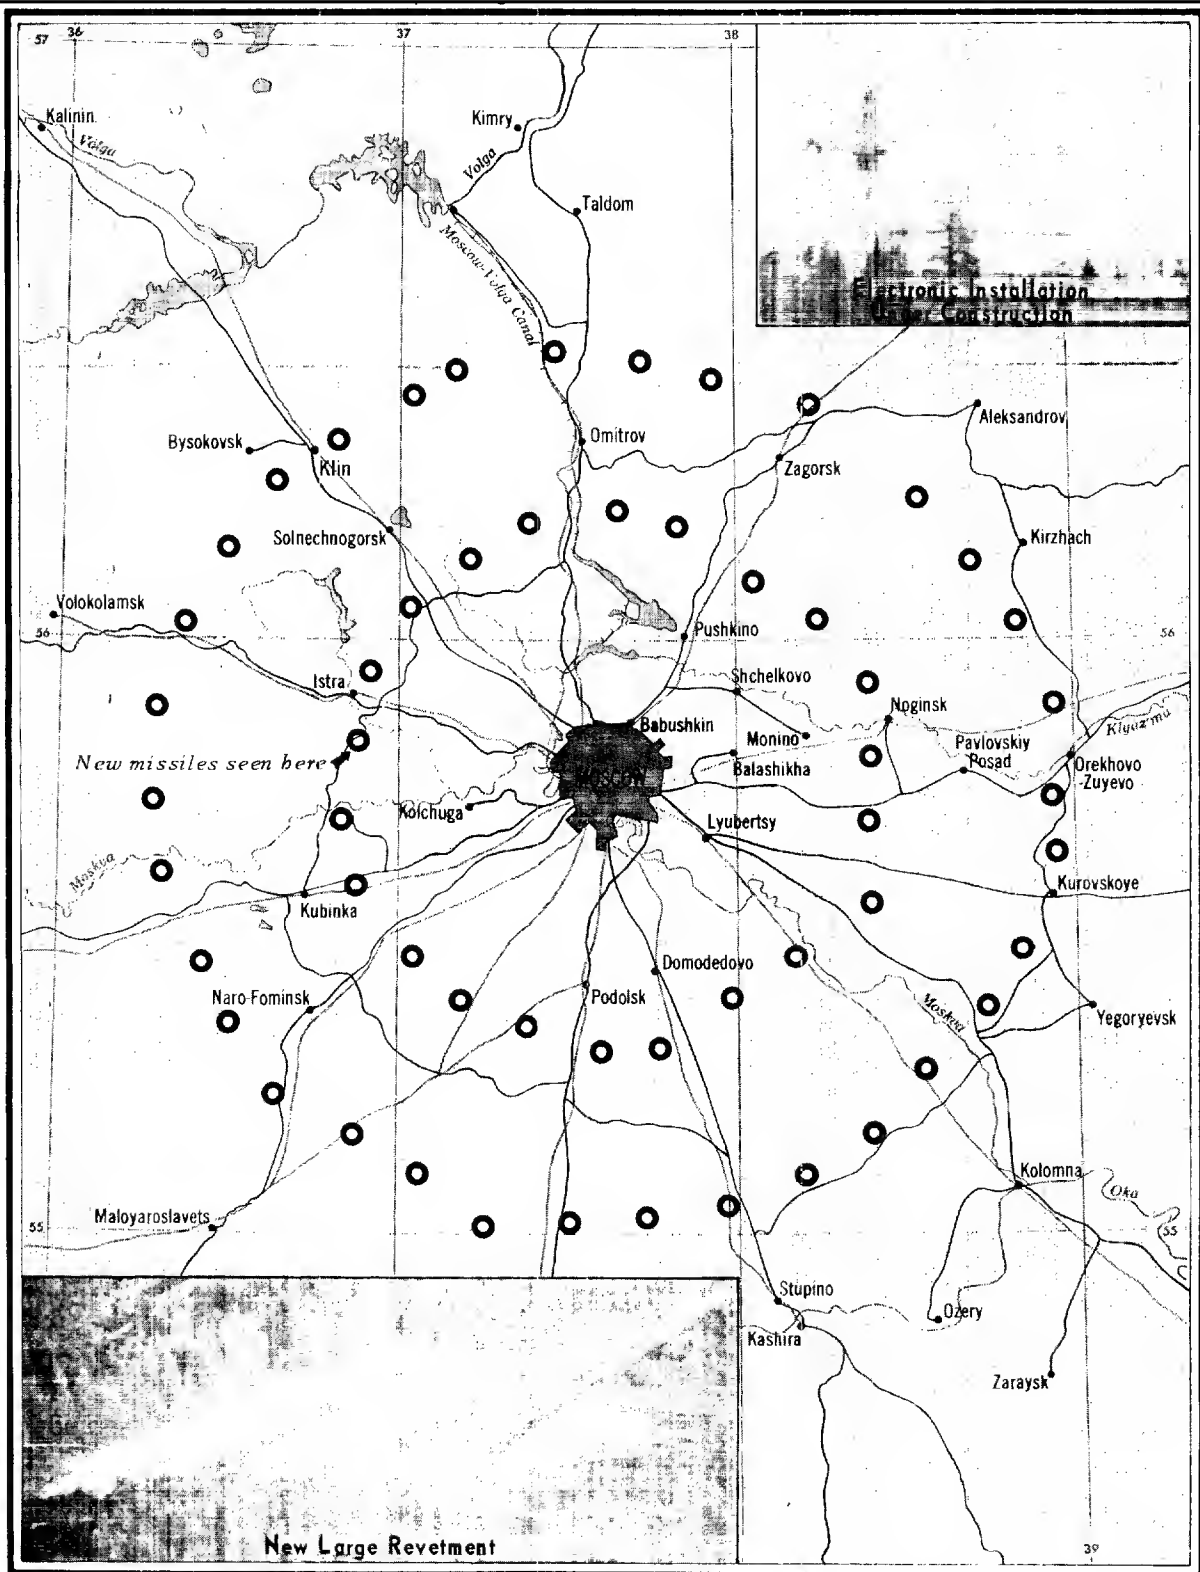 57 36 37 38
Kalinin
Volga
Kimry
Volga
Taldom
Moscow-Volga Canal
Electronic Installation
Under Construction
Aleksandrov
Bysokovsk
Klin
Omitrov
Zagorsk
Solnechnogorsk
Kirzhach
Volokolamsk
56
Pushkino
56
Istra
Shchelkovo
Noginsk
Babushkin
Monino
Klyaz'ma
New missiles seen here
Balashikha
Pavlovskiy
Posad
Orekhovo
-Zuyevo
MOSCOW
Kolchuga
Lyubertsy
Moskva
Kubinka
Kurovskoye
Naro-Fominsk
Podolsk
Domodedovo
Moskva
Yegoryevsk
Kolomna
Oka
Maloyaroslavets
55
55
Stupino
Kashira
Ozery
Zaraysk
New Large Revetment
39